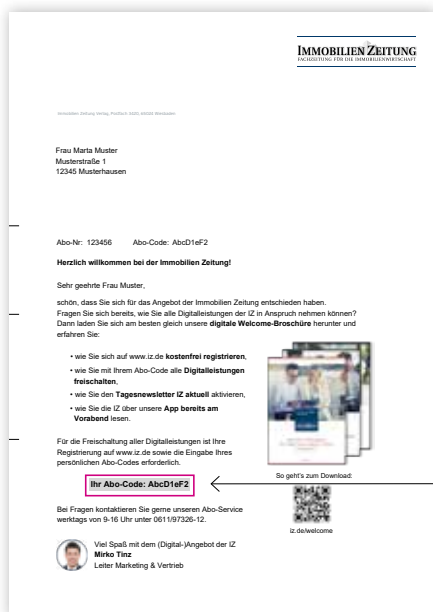 IMMOBILIEN ZEITUNG
FACHZEITUNG FÜR DIE IMMOBILIENWIRTSCHAFT
Immobilien Zeitung Verlag, Postfach
Wiesbaden
Frau Marta Muster
Musterstraße 1
12345 Musterhausen
Abo-Nr: 123456 Abo-Code: AbcD1eF2
Herzlich willkommen bei der Immobilien Zeitung!
Sehr geehrte Frau Muster,
schön, dass Sie sich für das Angebot der Immobilien Zeitung entschieden haben.
Fragen Sie sich bereits, wie Sie alle Digitalleistungen der IZ in Anspruch nehmen können?
Dann laden Sie sich am besten gleich unsere digitale Welcome-Broschüre herunter und
erfahren Sie:
• wie Sie sich auf www.iz.de kostenfrei registrieren,
• wie Sie mit Ihrem Abo-Code alle Digitalleistungen
freischalten,
• wie Sie den Tagesnewsletter IZ aktuell aktivieren,
• wie Sie die IZ über unsere App bereits am
Vorabend lesen.
Für die Freischaltung aller Digitalleistungen ist Ihre
Registrierung auf www.iz.de sowie die Eingabe Ihres
persönlichen Abo-Codes erforderlich.
Ihr Abo-Code: AbcD1eF2
So geht's zum Download:
iz.de/welcome
Bei Fragen kontaktieren Sie gerne unseren Abo-Service
werktags von 9-16 Uhr unter 0611/97326-12.
Viel Spaß mit dem (Digital-)Angebot der IZ
Mirko Tinz
Leiter Marketing & Vertrieb